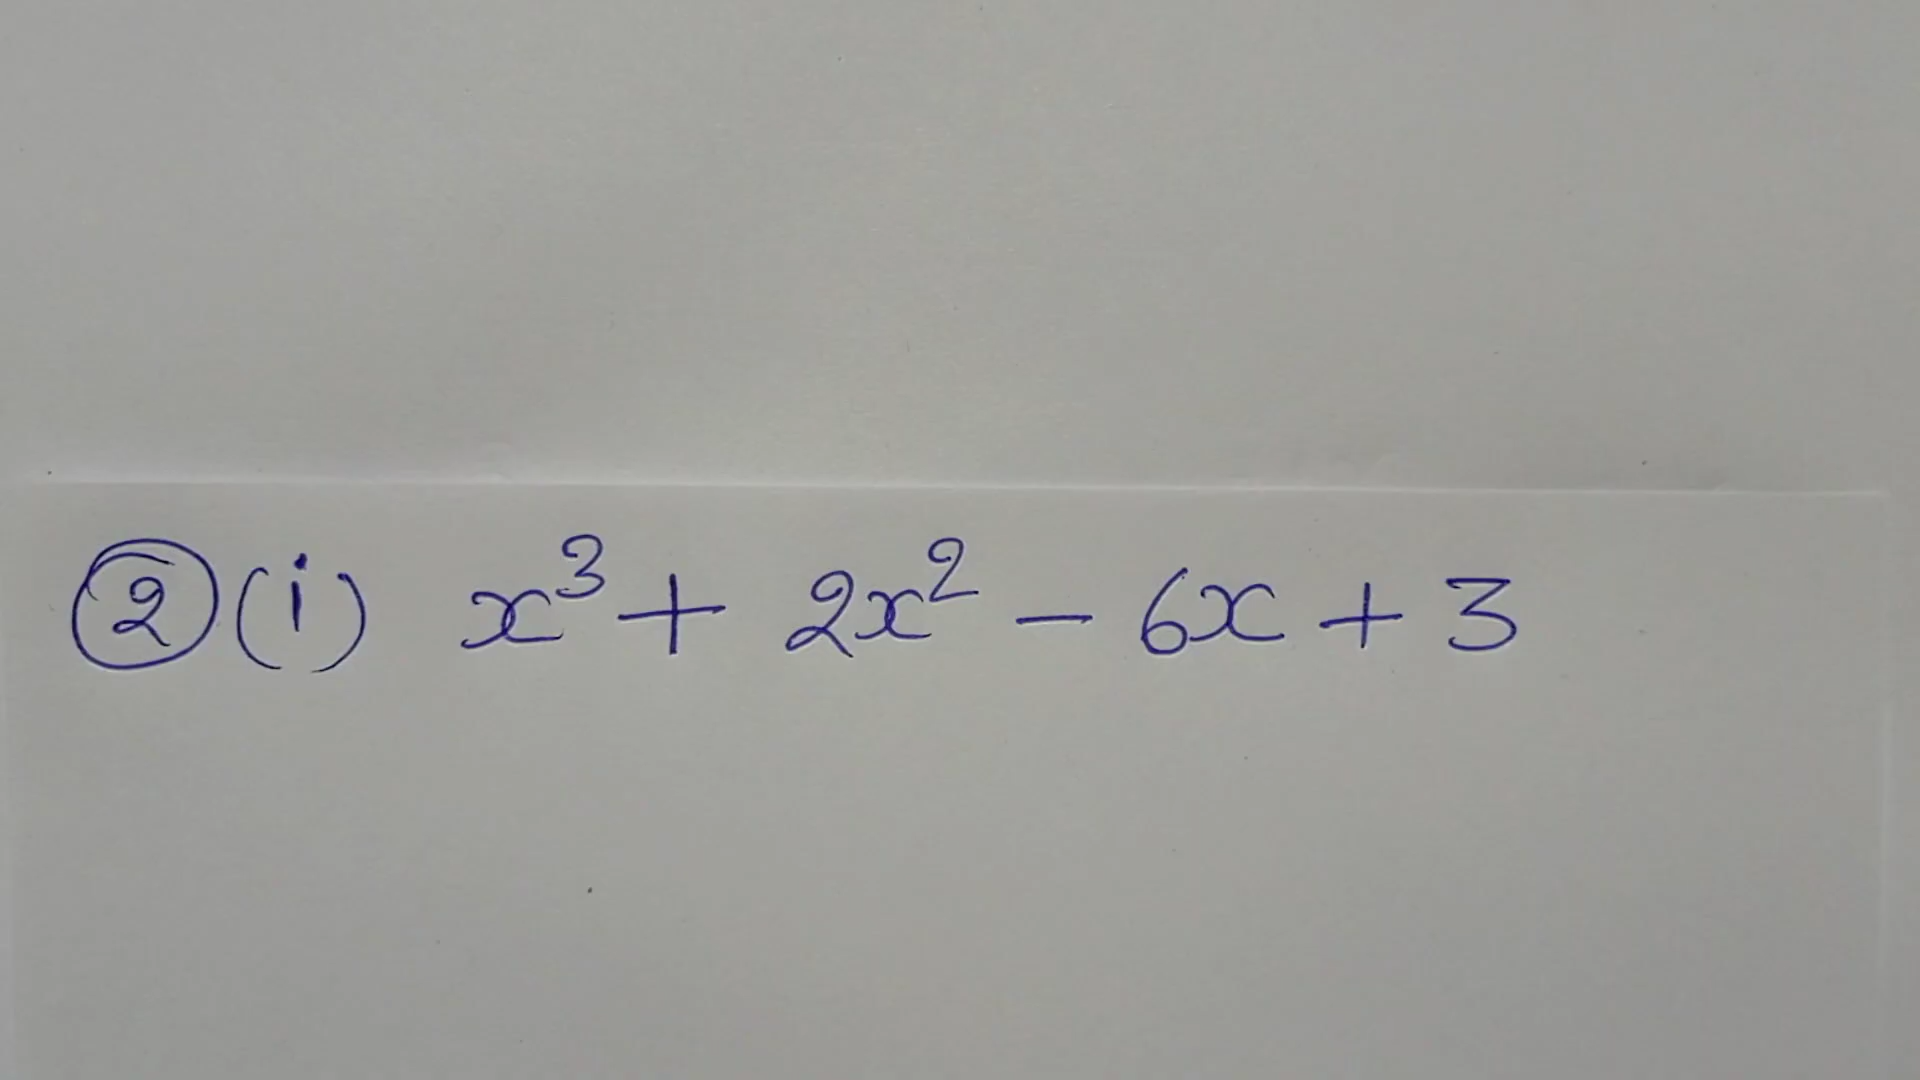 ② (i) x³ + 2x² - 6x + 3